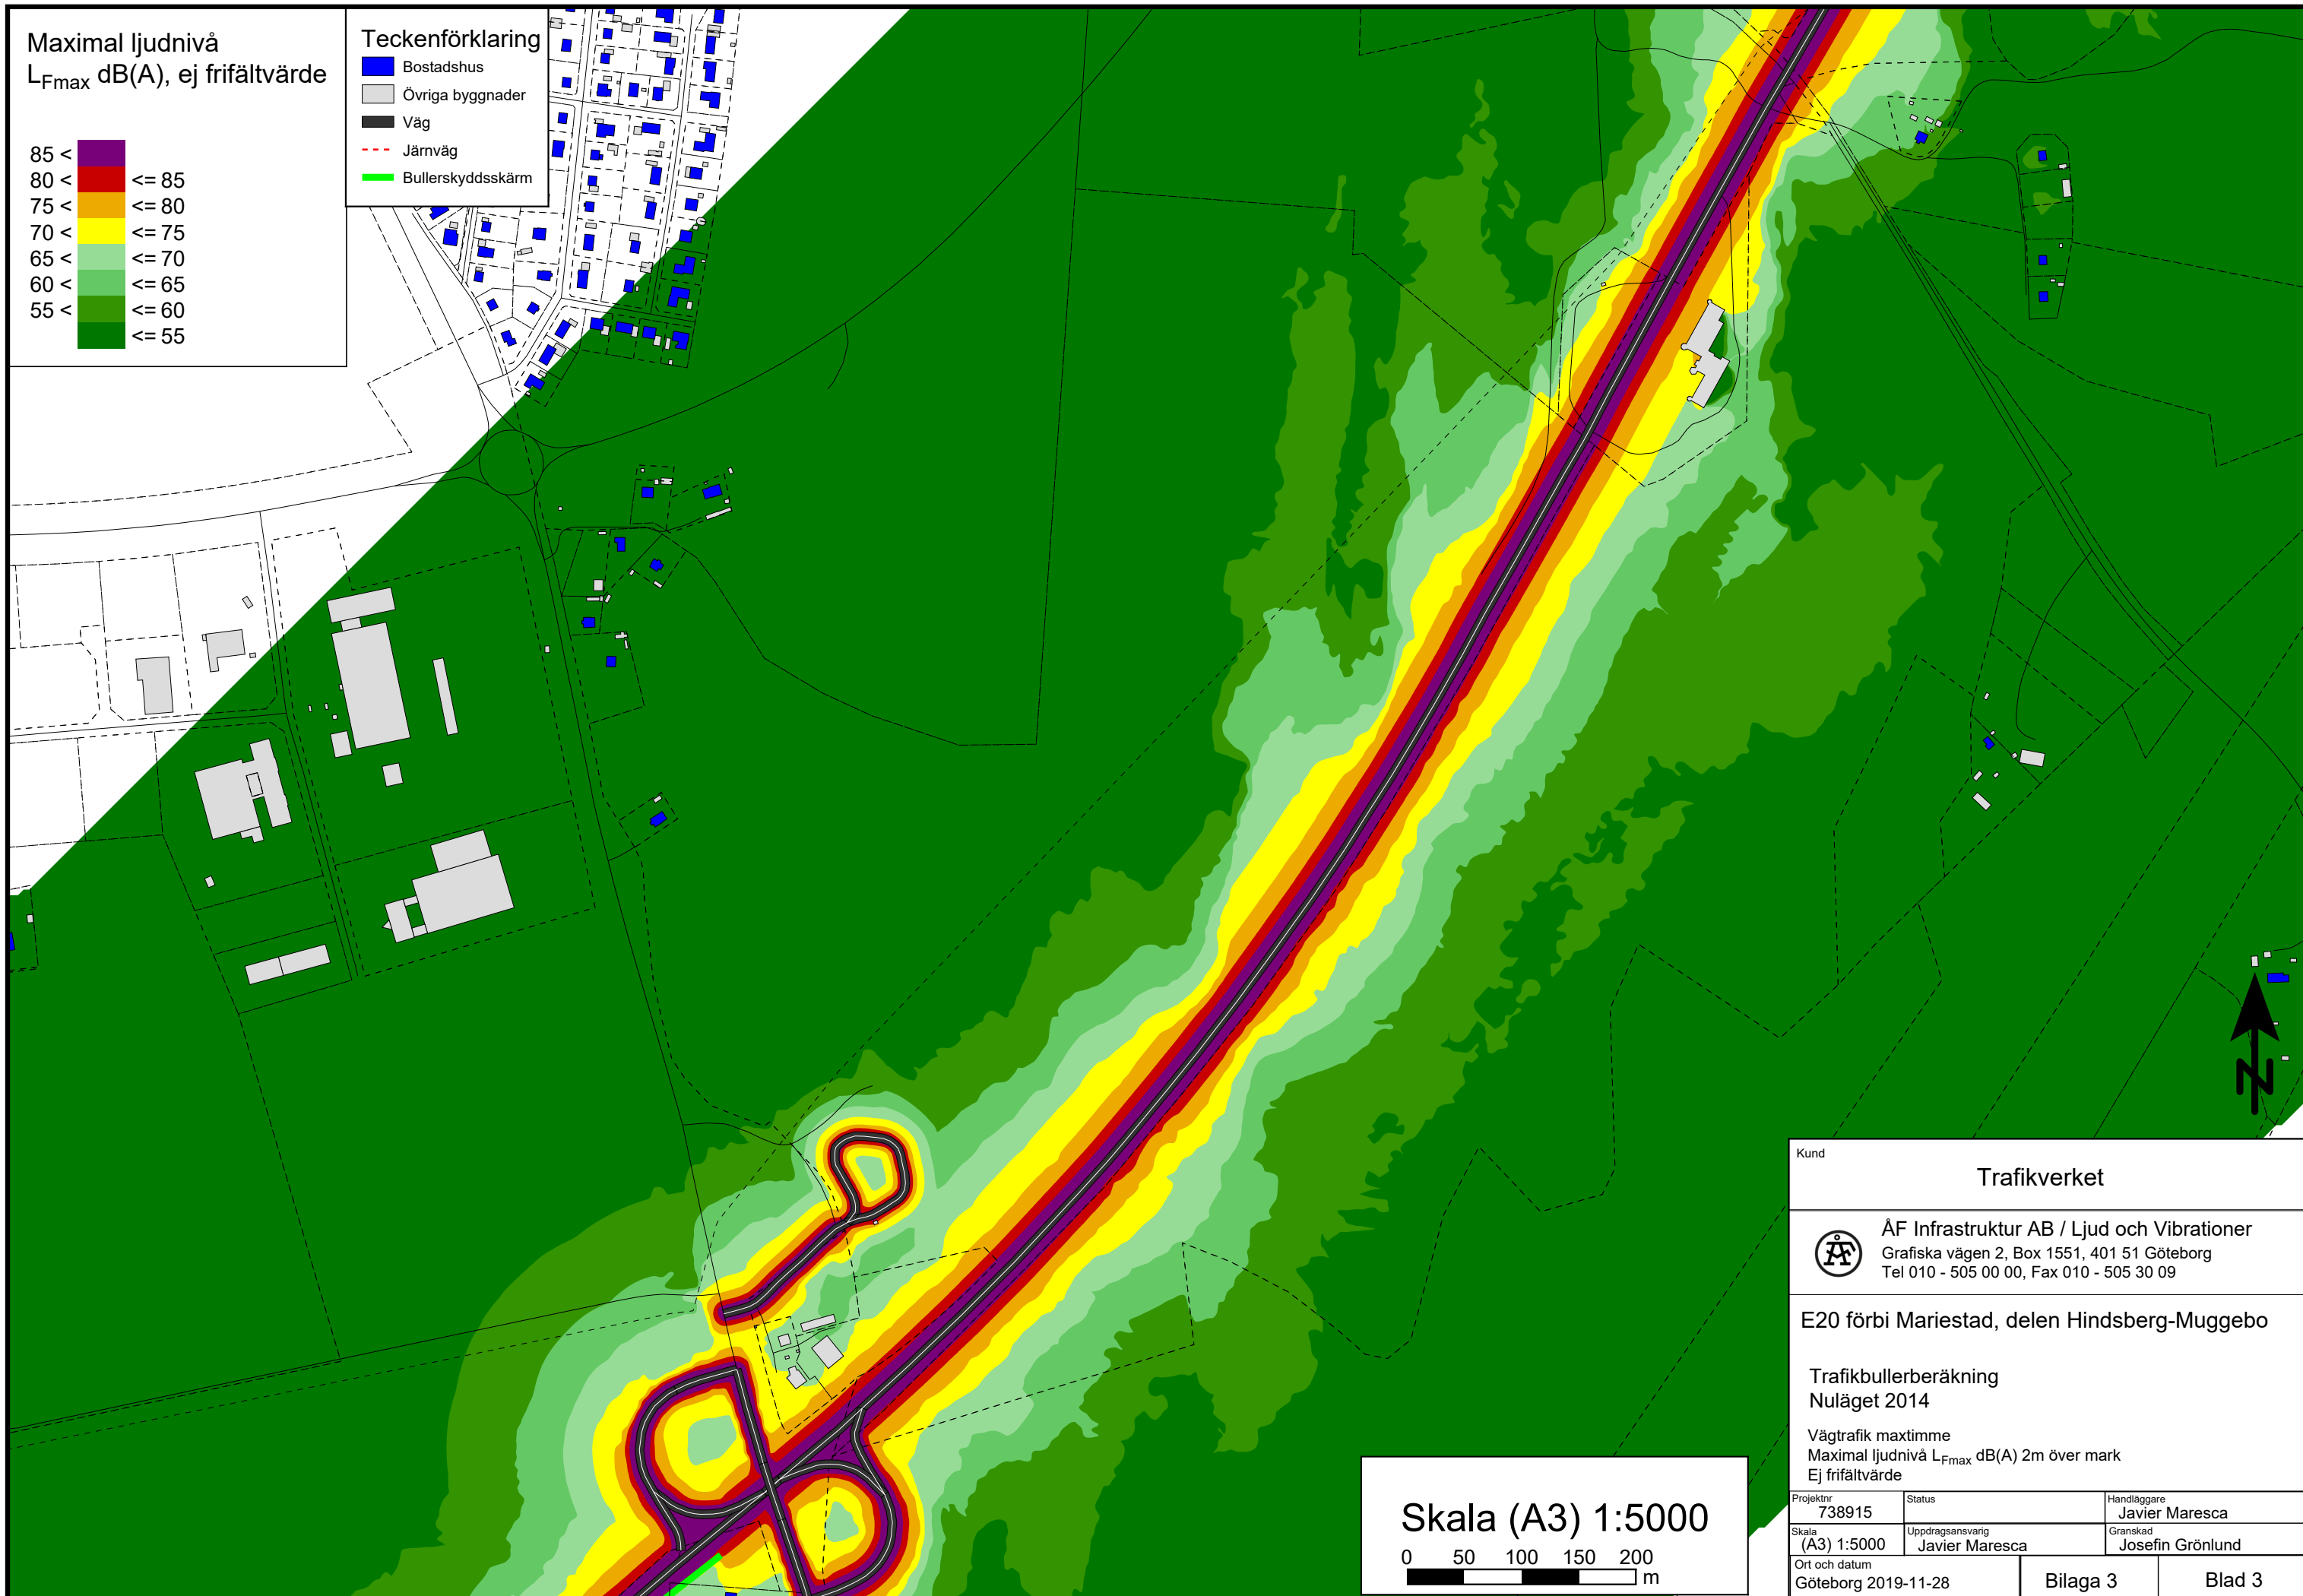 Maximal ljudnivå
LFmax dB(A), ej frifältvärde
85 <
80 < <= 85
75 < <= 80
70 < <= 75
65 < <= 70
60 < <= 65
55 < <= 60
<= 55
Teckenförklaring
Bostadshus
Övriga byggnader
Väg
Järnväg
Bullerskyddsskärm
N
Skala (A3) 1:5000
0 50 100 150 200
m
Kund
Trafikverket
ÅF
ÅF Infrastruktur AB / Ljud och Vibrationer
Grafiska vägen 2, Box 1551, 401 51 Göteborg
Tel 010 - 505 00 00, Fax 010 - 505 30 09
E20 förbi Mariestad, delen Hindsberg-Muggebo
Trafikbullerberäkning
Nuläget 2014
Vägtrafik maxtimme
Maximal ljudnivå LFmax dB(A) 2m över mark
Ej frifältvärde
Projektnr
738915
Status
Handläggare
Javier Maresca
Skala
(A3) 1:5000
Uppdragsansvarig
Javier Maresca
Granskad
Josefin Grönlund
Ort och datum
Göteborg 2019-11-28
Bilaga 3
Blad 3